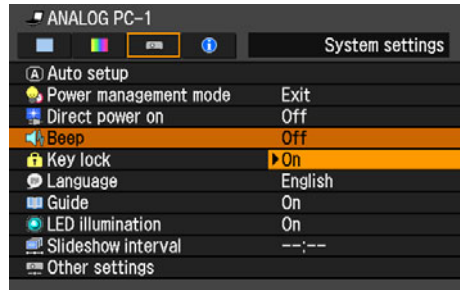 ANALOG PC-1
System settings
Auto setup
Power management mode Exit
Direct power on Off
Beep Off
Key lock On
Language English
Guide On
LED illumination On
Slideshow interval --:--
Other settings